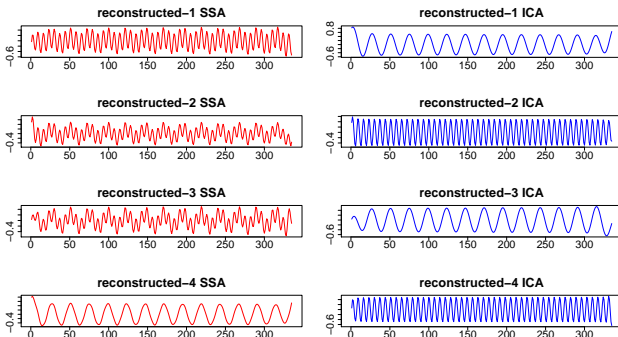 reconstructed-1 SSA
-0.6
0 50 100 150 200 250 300
reconstructed-1 ICA
0.8
-0.6
0 50 100 150 200 250 300
reconstructed-2 SSA
-0.4
0 50 100 150 200 250 300
reconstructed-2 ICA
-0.4
0 50 100 150 200 250 300
reconstructed-3 SSA
-0.4
0 50 100 150 200 250 300
reconstructed-3 ICA
-0.6
0 50 100 150 200 250 300
reconstructed-4 SSA
-0.4
0 50 100 150 200 250 300
reconstructed-4 ICA
-0.6
0 50 100 150 200 250 300